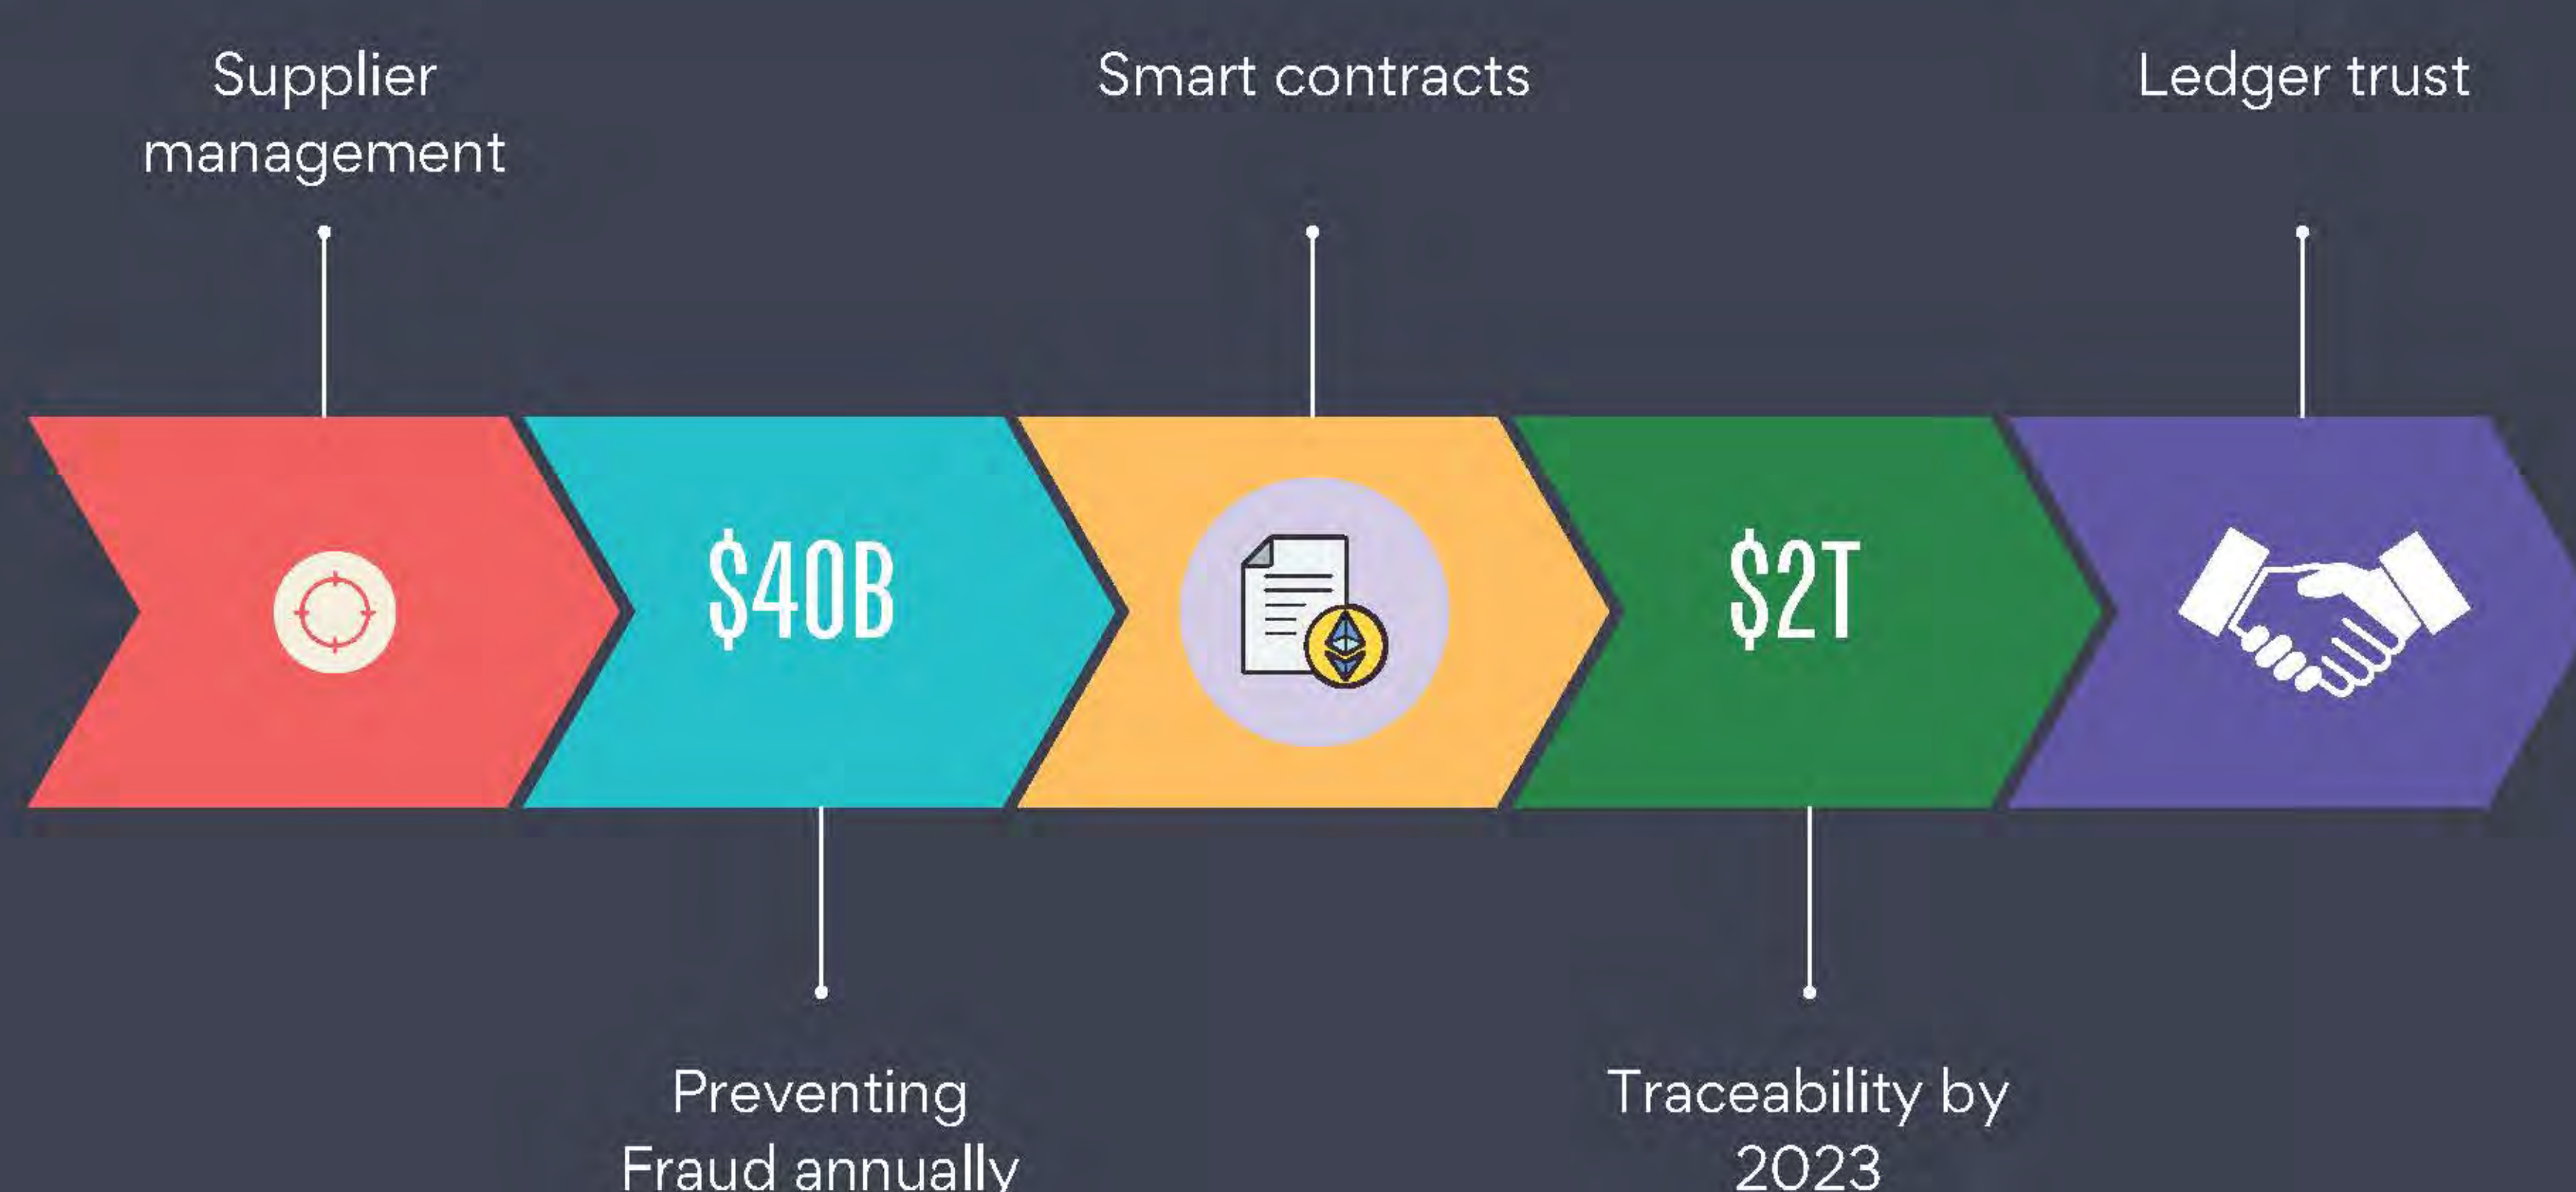 Supplier
management
Smart contracts
Ledger trust
$40B
$2T
Preventing
Fraud annually
Traceability by
2023